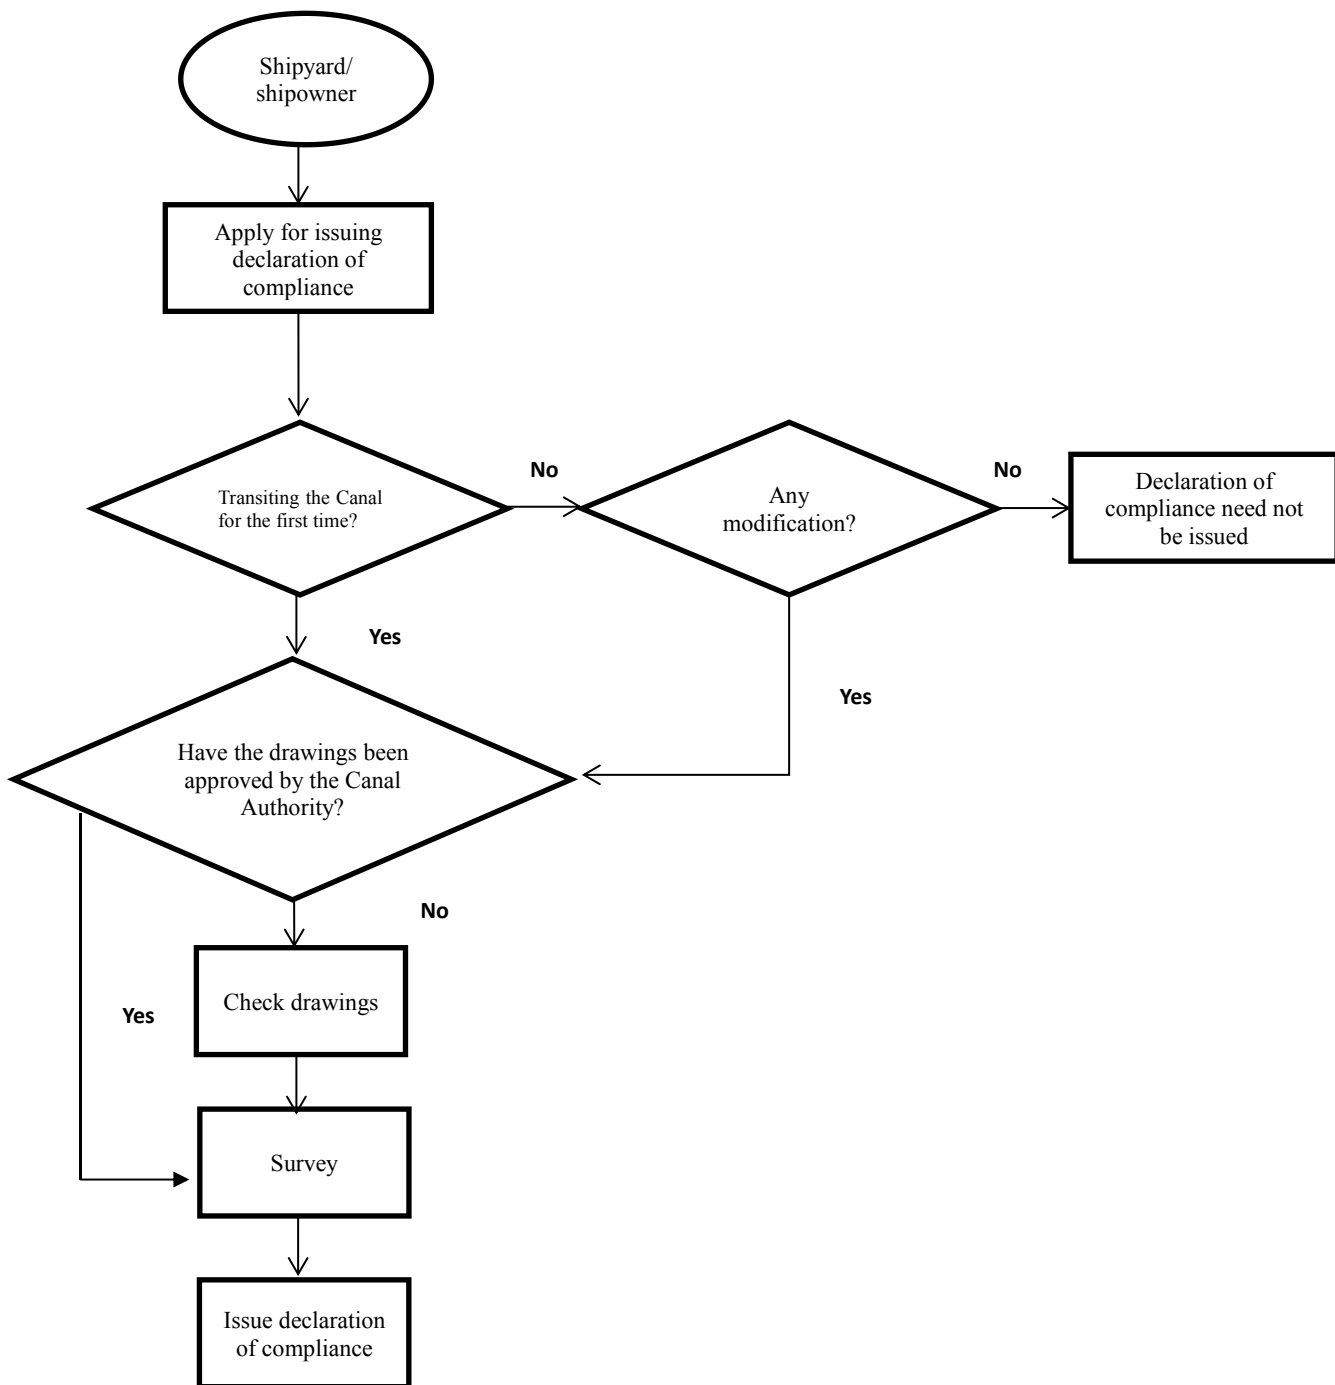 Shipyard/
shipowner
Apply for issuing
declaration of
compliance
Transiting the Canal
for the first time?
No
Any
modification?
No
Declaration of
compliance need not
be issued
Yes
Yes
Have the drawings been
approved by the Canal
Authority?
No
Check drawings
Yes
Survey
Issue declaration
of compliance